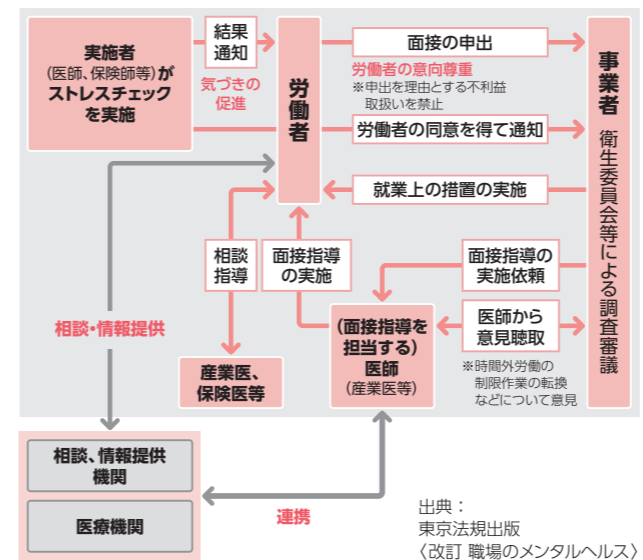 実施者
(医師、保険師等)が
ストレスチェック
を実施
結果
通知
気づきの
促進
労働者
面接の申出
労働者の意向尊重
※申出を理由とする不利益
取扱いを禁止
労働者の同意を得て通知
就業上の措置の実施
事業者 衛生委員会等による調査審議
相談
指導
面接指導
の実施
面接指導の
実施依頼
医師から
意見聴取
※時間外労働の
制限作業の転換
などについて意見
相談・情報提供
産業医、
保険医等
(面接指導を
担当する)
医師
(産業医等)
相談、情報提供
機関
医療機関
連携
出典：
東京法規出版
〈改訂 職場のメンタルヘルス〉